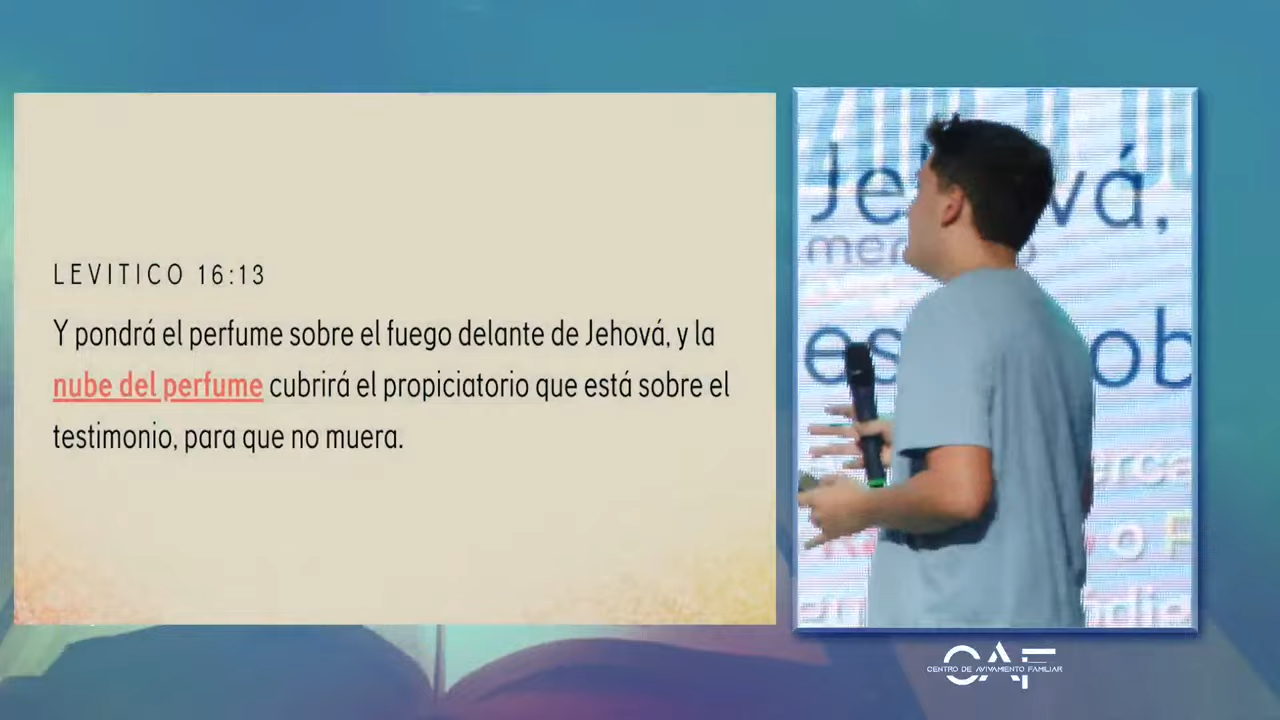 LEVITICO 16:13
Y pondrá el perfume sobre el fuego delante de Jehová, y la
nube del perfume cubrirá el propiciatorio que está sobre el
testimonio, para que no muera.
CAF
CENTRO DE AVIVAMIENTO FAMILIAR